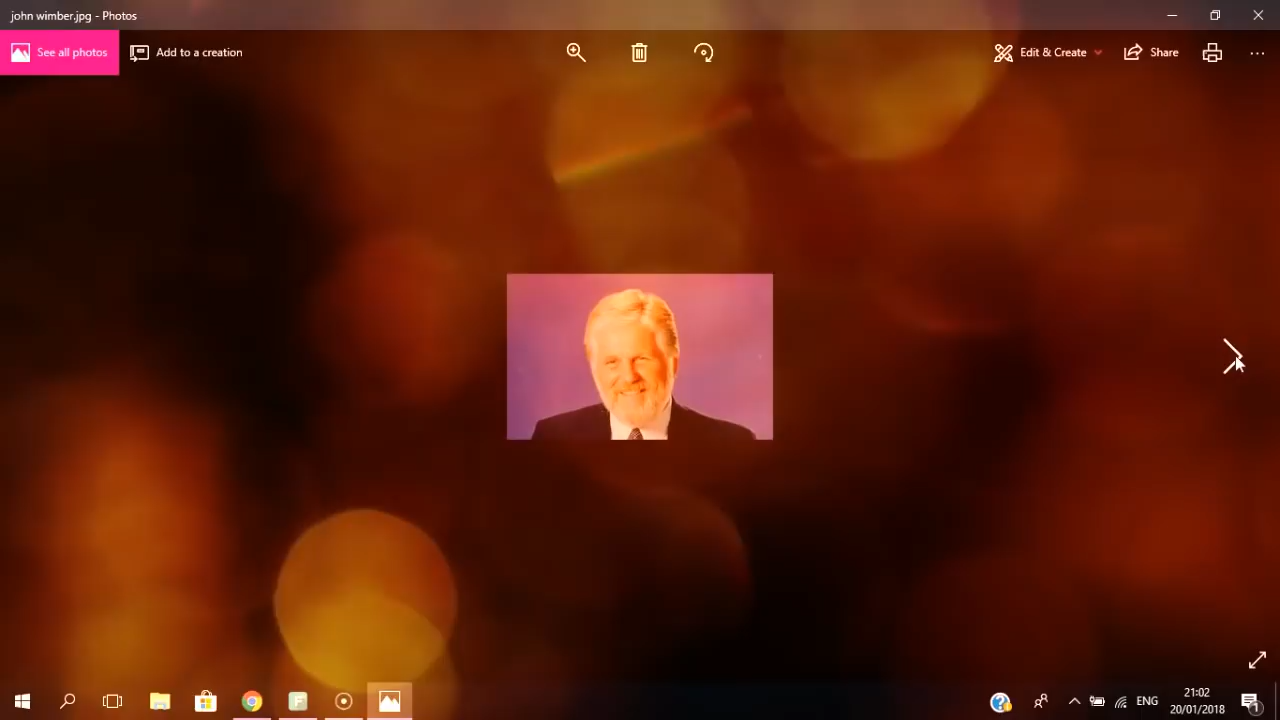 john wimber.jpg - Photos
See all photos
Add to a creation
Edit & Create
Share
ENG
21:02
20/01/2018
1